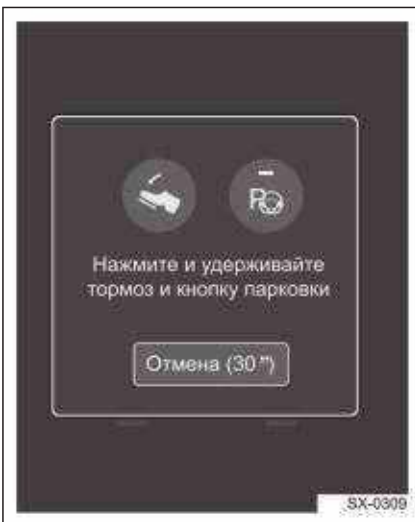 P
Нажмите и удерживайте
тормоз и кнопку парковки
Отмена (30")
SX-0309